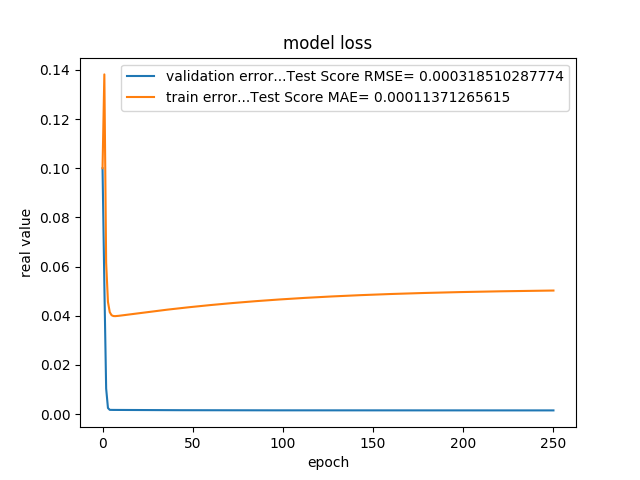 model loss
validation error...Test Score RMSE= 0.000318510287774
train error...Test Score MAE= 0.00011371265615
real value
0.14
0.12
0.10
0.08
0.06
0.04
0.02
0.00
0 50 100 150 200 250
epoch